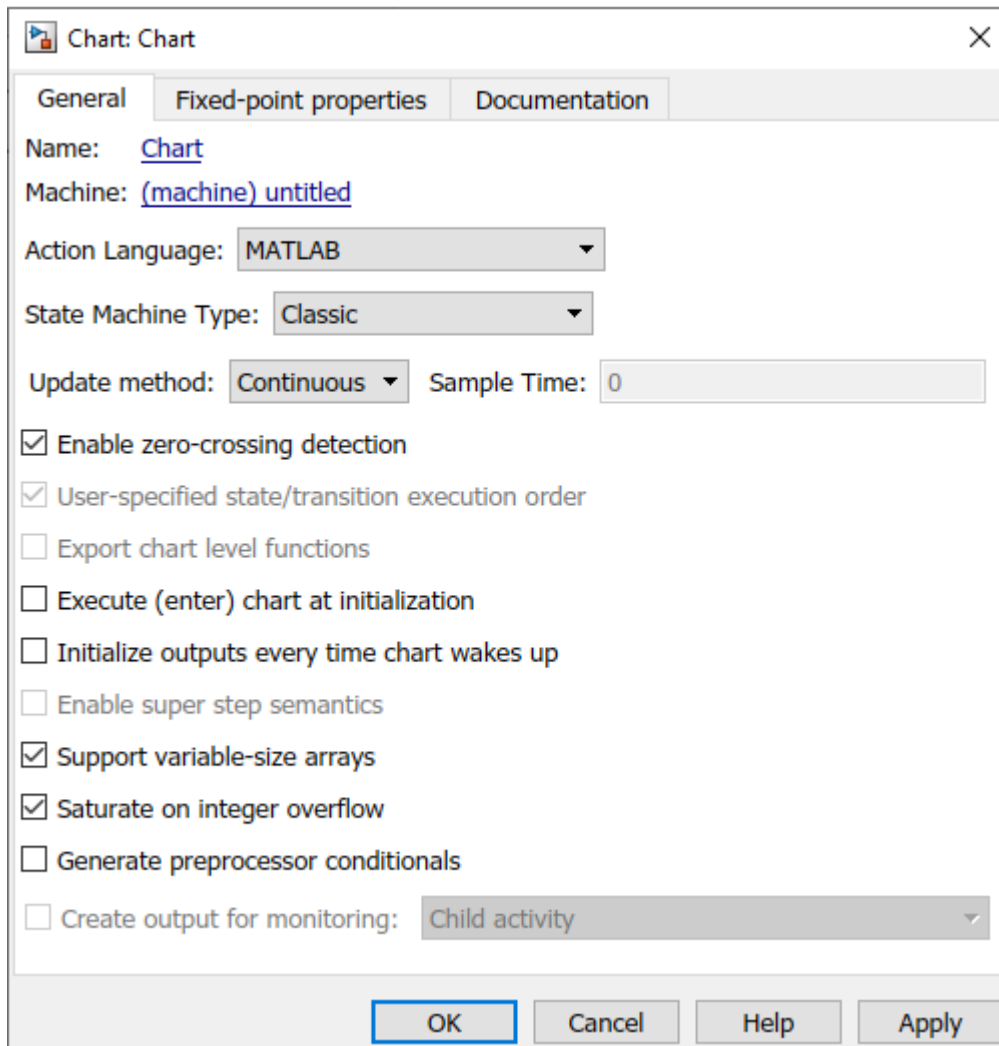 Chart: Chart
General Fixed-point properties Documentation
Name: Chart
Machine: (machine) untitled
Action Language: MATLAB
State Machine Type: Classic
Update method: Continuous Sample Time: 0
Enable zero-crossing detection
User-specified state/transition execution order
Export chart level functions
Execute (enter) chart at initialization
Initialize outputs every time chart wakes up
Enable super step semantics
Support variable-size arrays
Saturate on integer overflow
Generate preprocessor conditionals
Create output for monitoring: Child activity
OK Cancel Help Apply